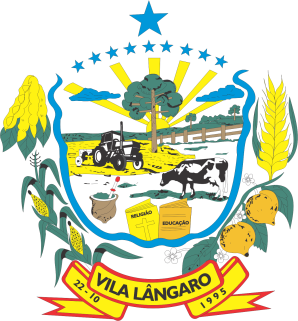 RELIGIÃO
EDUCAÇÃO
VILA LÂNGARO
22-10
1995